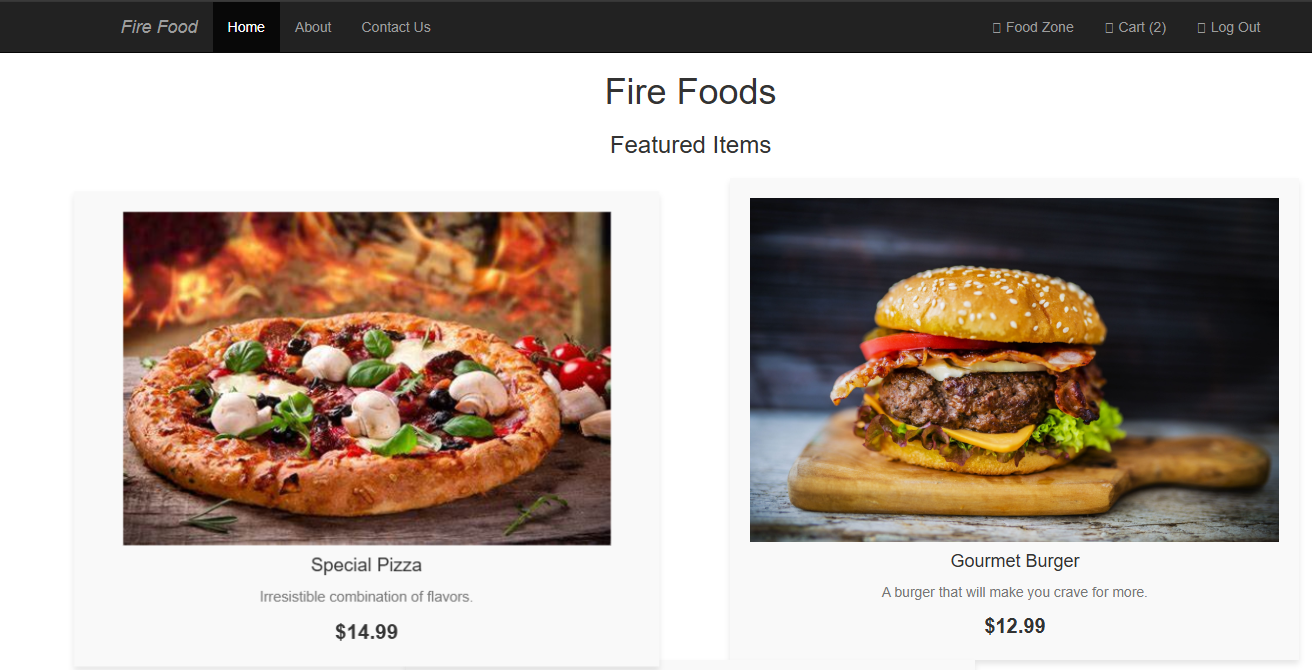 Fire Food Home About Contact Us Food Zone Cart (2) Log Out
Fire Foods
Featured Items
Special Pizza
Irresistible combination of flavors.
$14.99
Gourmet Burger
A burger that will make you crave for more.
$12.99